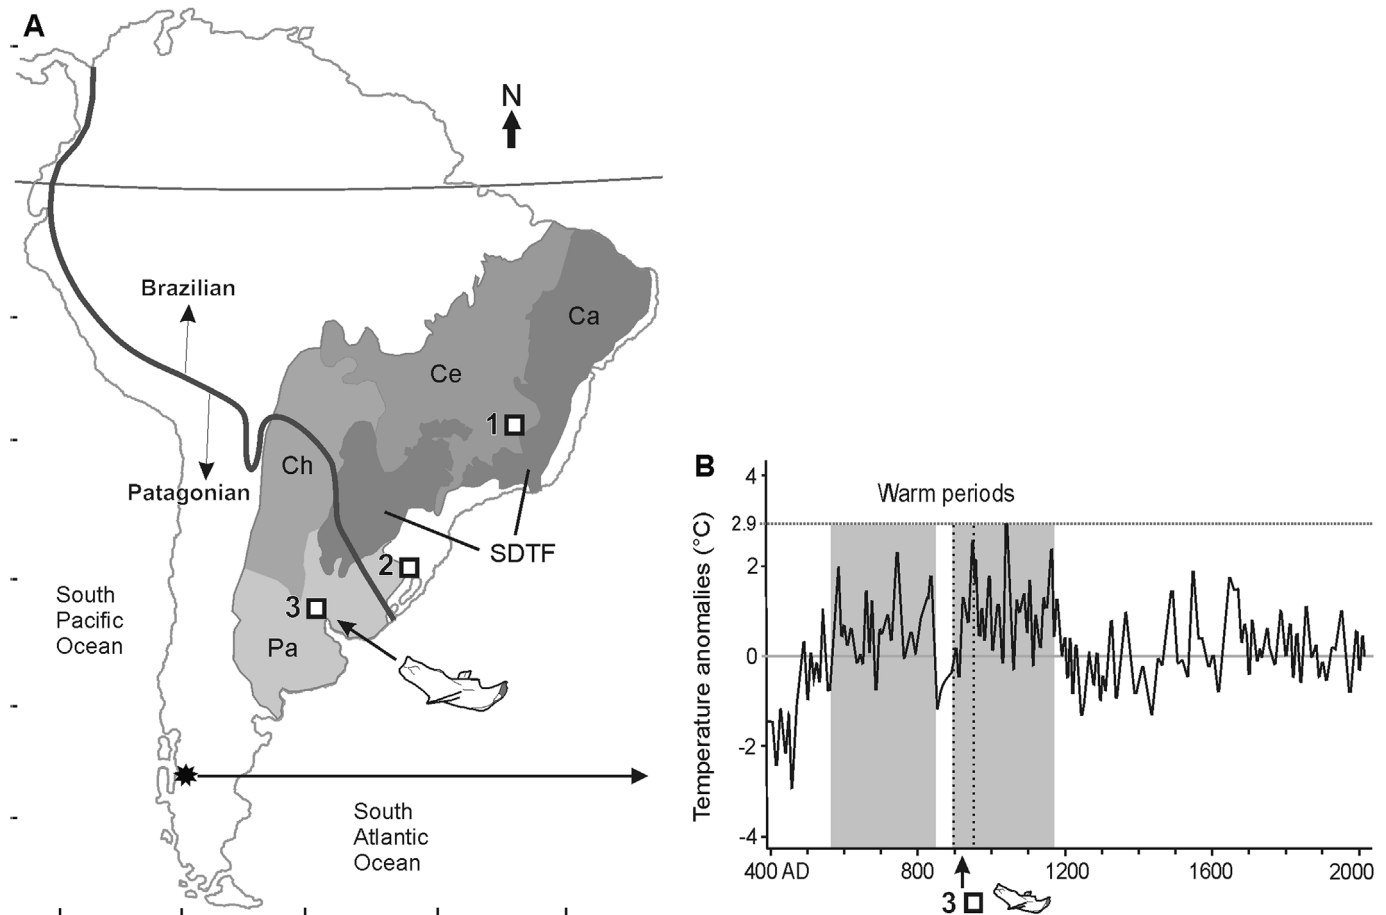 A
N
Brazilian
Ca
Ce
1
Ch
Patagonian
SDTF
2
3
South
Pacific
Ocean
Pa
South
Atlantic
Ocean
B
Warm periods
Temperature anomalies (°C)
4
2.9
2
0
-2
-4
400 AD
800
1200
1600
2000
3